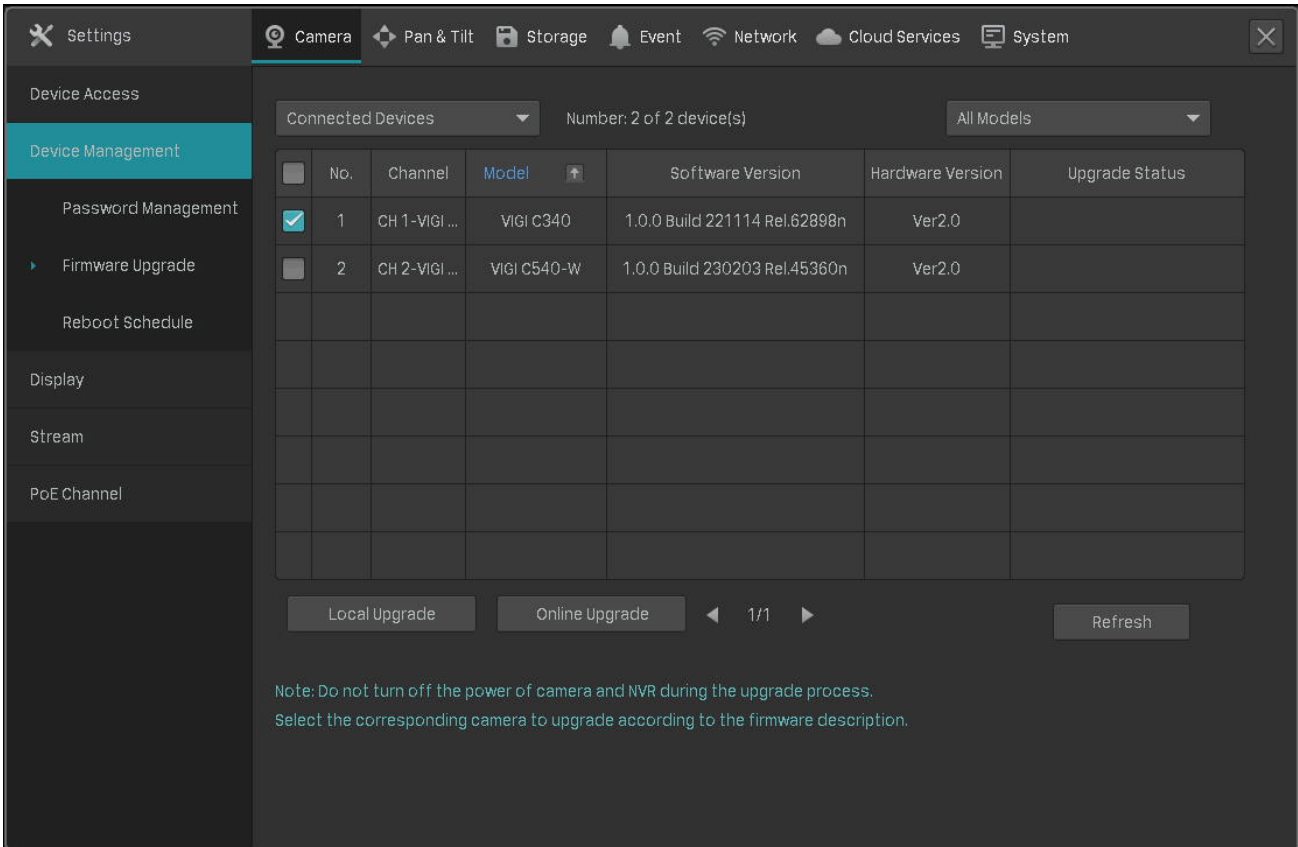 Settings
Camera Pan & Tilt Storage Event Network Cloud Services System
Device Access
Device Management
Password Management
Firmware Upgrade
Reboot Schedule
Display
Stream
PoE Channel
Connected Devices Number: 2 of 2 device(s) All Models
No. Channel Model Software Version Hardware Version Upgrade Status
1 CH 1-VIGI ... VIGI C340 1.0.0 Build 221114 Rel.62898n Ver2.0
2 CH 2-VIGI ... VIGI C540-W 1.0.0 Build 230203 Rel.45360n Ver2.0
Local Upgrade Online Upgrade 1/1 Refresh
Note: Do not turn off the power of camera and NVR during the upgrade process.
Select the corresponding camera to upgrade according to the firmware description.